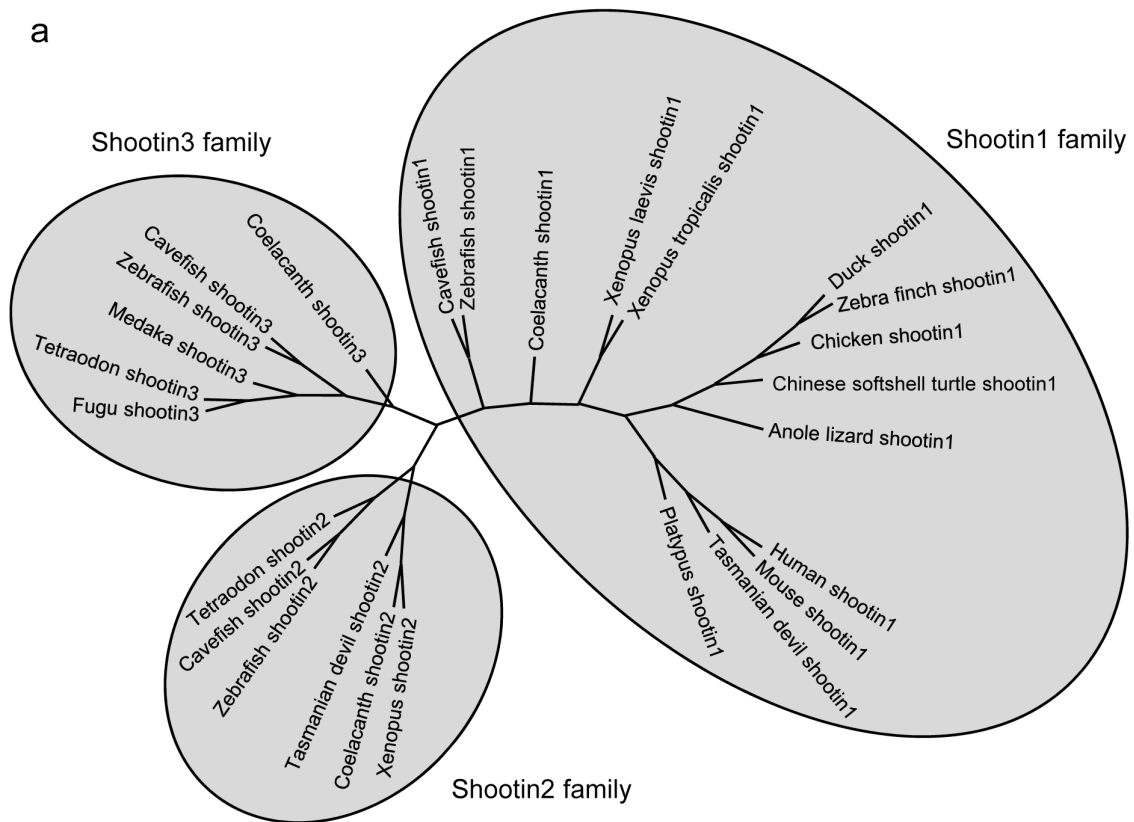 a
Shootin3 family
Shootin1 family
Coelacanth shootin3
Cavefish shootin3
Zebrafish shootin3
Medaka shootin3
Tetraodon shootin3
Fugu shootin3
Cavefish shootin1
Zebrafish shootin1
Coelacanth shootin1
Xenopus laevis shootin1
Xenopus tropicalis shootin1
Duck shootin1
Zebra finch shootin1
Chicken shootin1
Chinese softshell turtle shootin1
Anole lizard shootin1
Human shootin1
Mouse shootin1
Tasmanian devil shootin1
Platypus shootin1
Tetraodon shootin2
Cavefish shootin2
Zebrafish shootin2
Tasmanian devil shootin2
Coelacanth shootin2
Xenopus shootin2
Shootin2 family